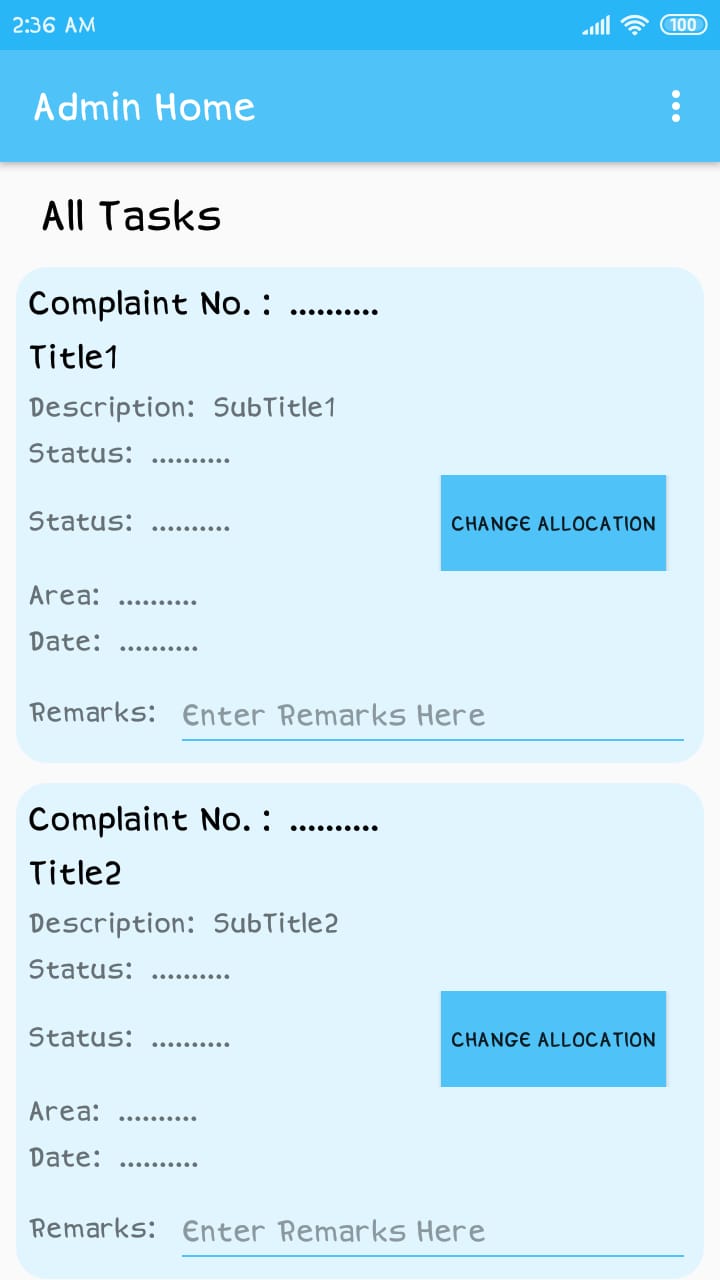 2:36 AM 100
Admin Home
All Tasks
Complaint No. : ..........
Title1
Description: SubTitle1
Status: ..........
Status: ..........
CHANGE ALLOCATION
Area: ..........
Date: ..........
Remarks: Enter Remarks Here
Complaint No. : ..........
Title2
Description: SubTitle2
Status: ..........
Status: ..........
CHANGE ALLOCATION
Area: ..........
Date: ..........
Remarks: Enter Remarks Here